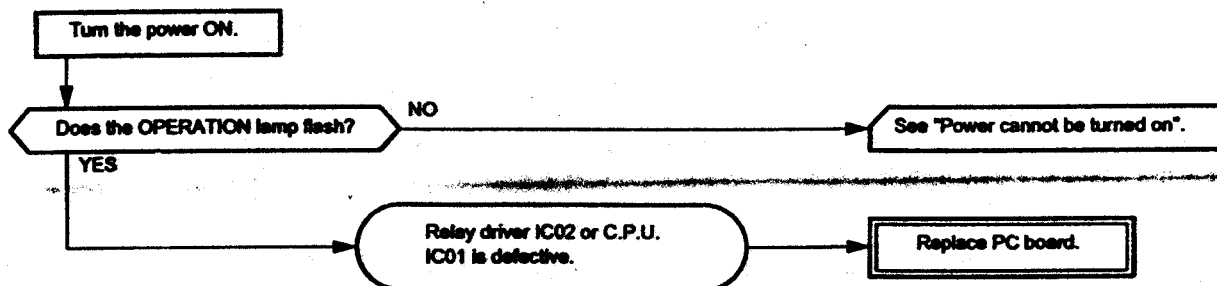 Turn the power ON.
Does the OPERATION lamp flash?
NO
See "Power cannot be turned on".
YES
Relay driver IC02 or C.P.U.
IC01 is defective.
Replace PC board.